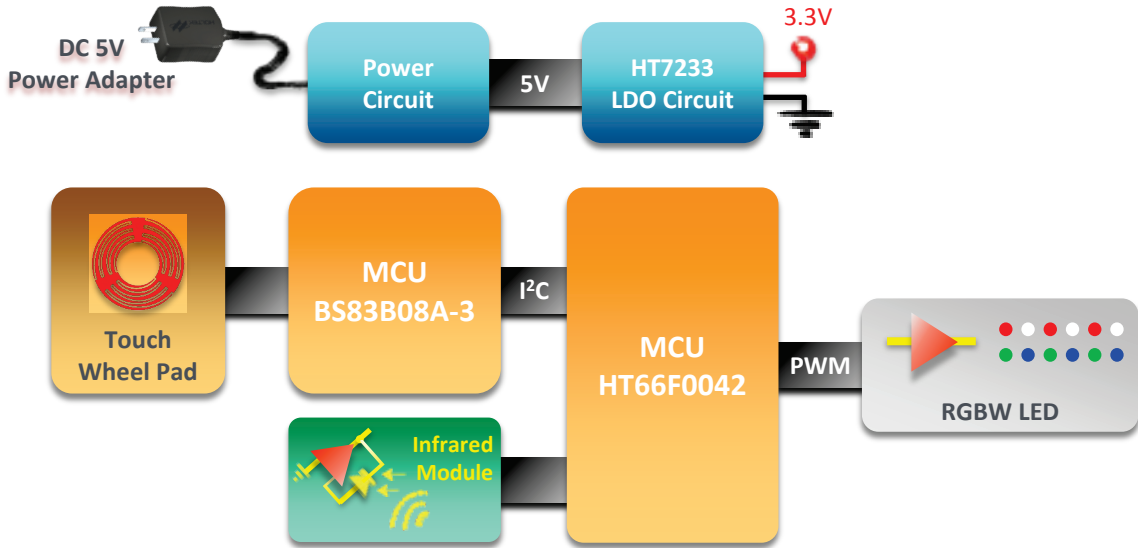 3.3V
DC 5V
Power Adapter
Power
Circuit
5V
HT7233
LDO Circuit
Touch
Wheel Pad
MCU
BS83B08A-3
I²C
MCU
HT66F0042
PWM
RGBW LED
Infrared
Module